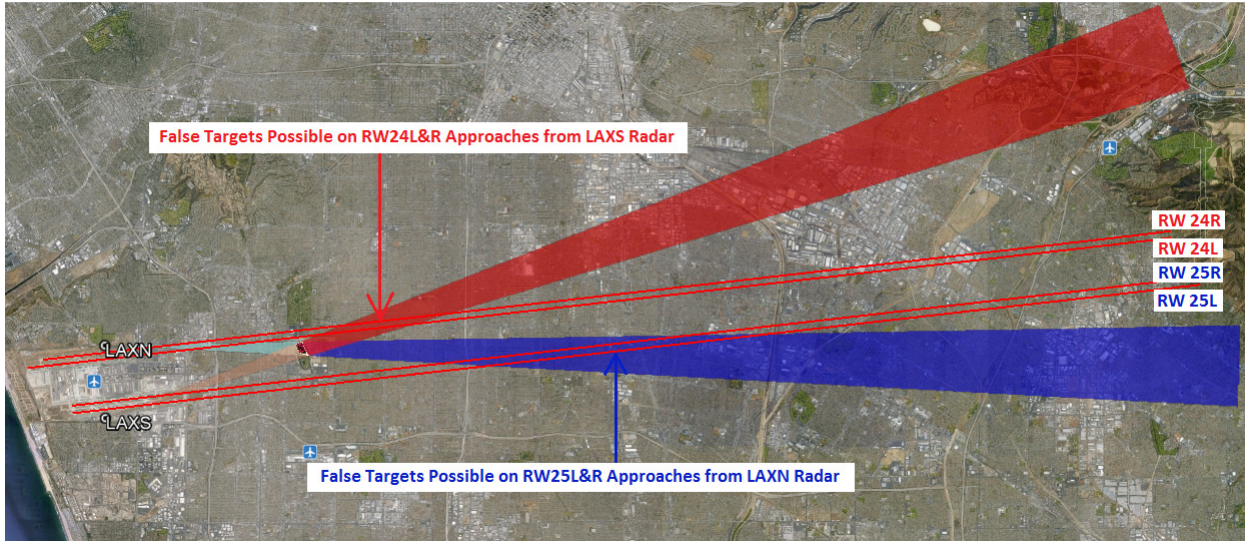 False Targets Possible on RW24L&R Approaches from LAXS Radar
RW 24R
RW 24L
RW 25R
RW 25L
LAXN
LAXS
False Targets Possible on RW25L&R Approaches from LAXN Radar